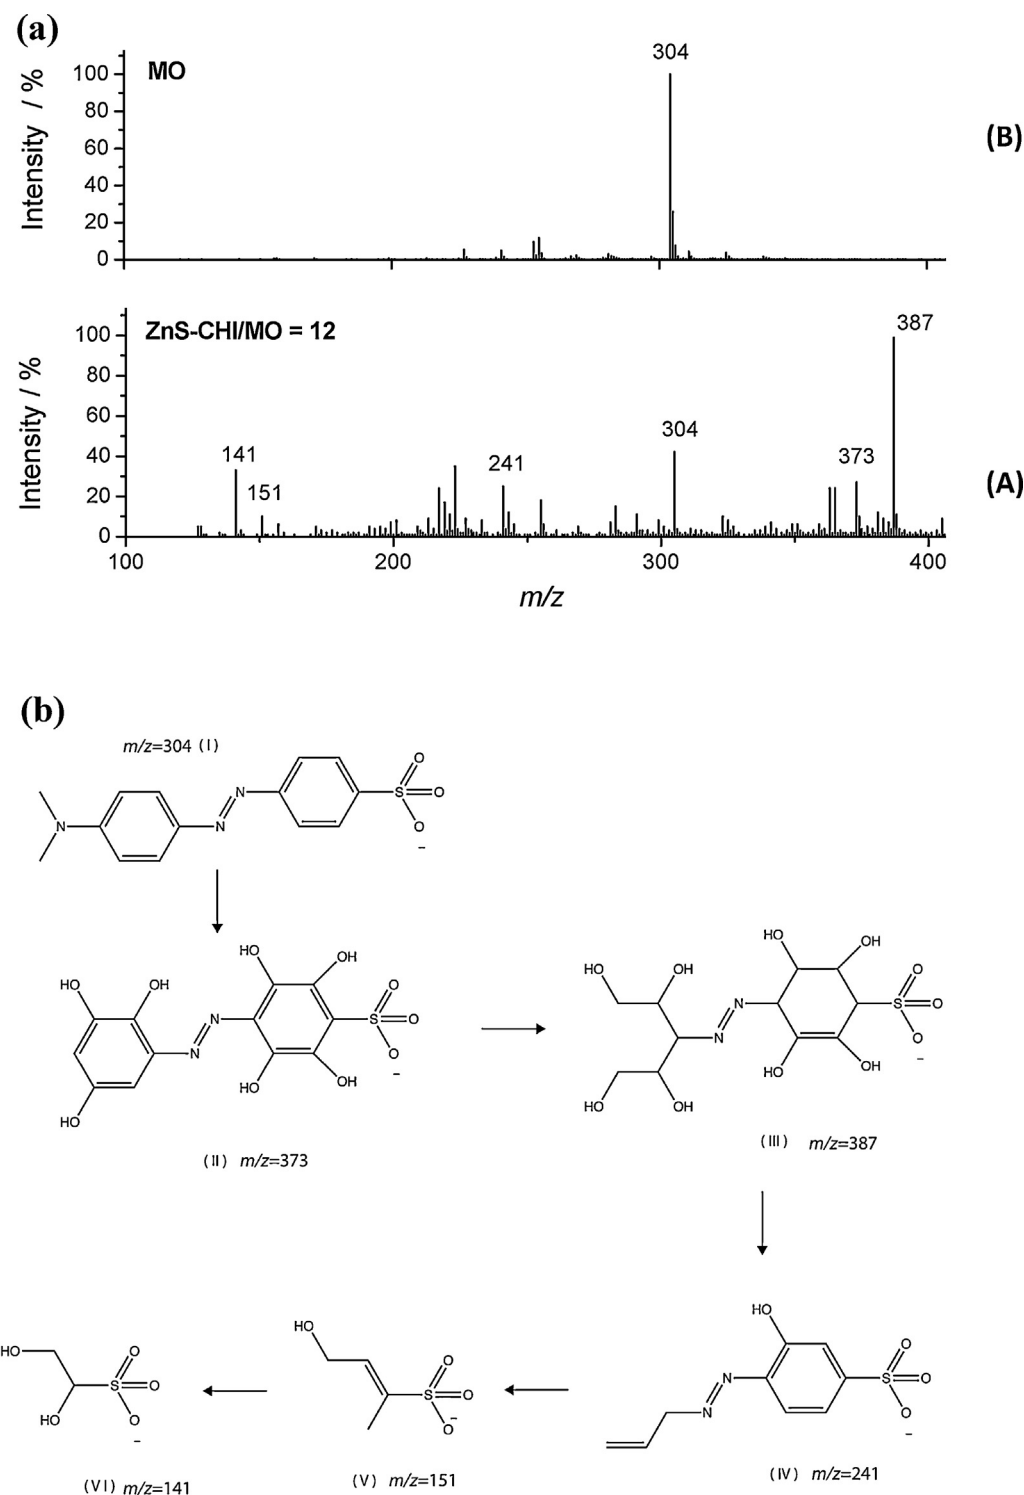 (a)
MO
304
(B)
Intensity / %
100
80
60
40
20
0
ZnS-CHI/MO = 12
387
141
151
241
304
373
(A)
Intensity / %
100
80
60
40
20
0
100 200 300 400
m/z
(b)
m/z=304 (I)
N N N S O O O −
HO OH HO OH O
HO OH N N S O
O −
HO OH
HO
(II) m/z=373
HO OH O
HO OH N N S O
O −
HO OH
HO OH
(III) m/z=387
HO O
N N S O
O −
(IV) m/z=241
HO O
S O
O −
(V) m/z=151
HO O
S O
HO O
−
(VI) m/z=141